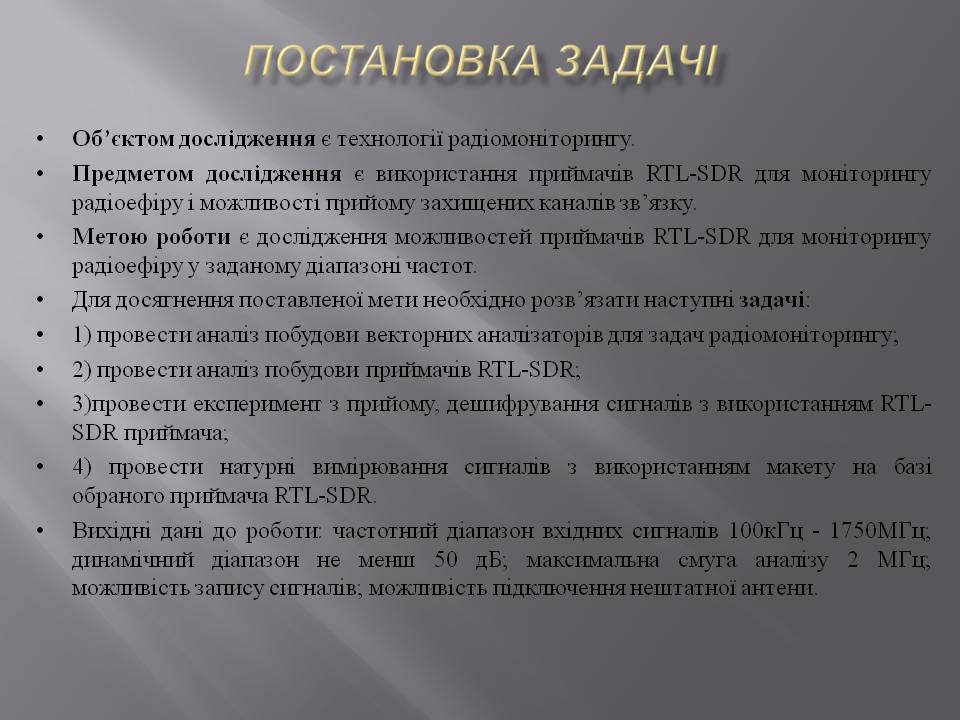 ПОСТАНОВКА ЗАДАЧІ
• Об’єктом дослідження є технології радіомоніторингу.
• Предметом дослідження є використання приймачів RTL-SDR для моніторингу
радіоефіру і можливості прийому захищених каналів зв’язку.
• Метою роботи є дослідження можливостей приймачів RTL-SDR для моніторингу
радіоефіру у заданому діапазоні частот.
• Для досягнення поставленої мети необхідно розв’язати наступні задачі:
• 1) провести аналіз побудови векторних аналізаторів для задач радіомоніторингу;
• 2) провести аналіз побудови приймачів RTL-SDR;
• 3)провести експеримент з прийому, дешифрування сигналів з використанням RTL-
SDR приймача;
• 4) провести натурні вимірювання сигналів з використанням макету на базі
обраного приймача RTL-SDR.
• Вихідні дані до роботи: частотний діапазон вхідних сигналів 100кГц - 1750МГц;
динамічний діапазон не менш 50 дБ; максимальна смуга аналізу 2 МГц;
можливість запису сигналів; можливість підключення нештатної антени.